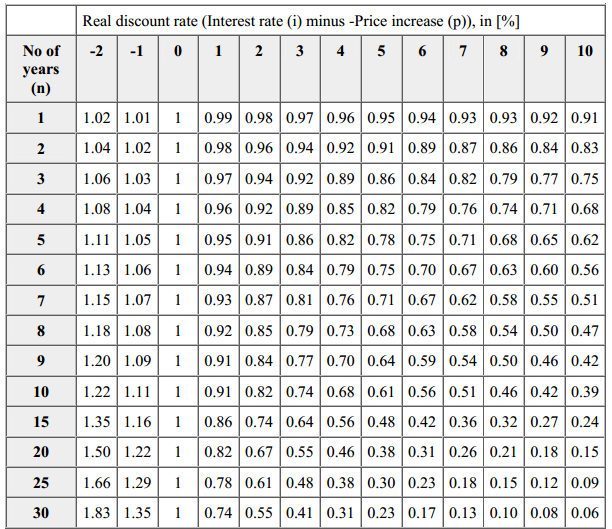 Real discount rate (Interest rate (i) minus -Price increase (p)), in [%]
No of years (n) -2 -1 0 1 2 3 4 5 6 7 8 9 10
1 1.02 1.01 1 0.99 0.98 0.97 0.96 0.95 0.94 0.93 0.93 0.92 0.91
2 1.04 1.02 1 0.98 0.96 0.94 0.92 0.91 0.89 0.87 0.86 0.84 0.83
3 1.06 1.03 1 0.97 0.94 0.92 0.89 0.86 0.84 0.82 0.79 0.77 0.75
4 1.08 1.04 1 0.96 0.92 0.89 0.85 0.82 0.79 0.76 0.74 0.71 0.68
5 1.11 1.05 1 0.95 0.91 0.86 0.82 0.78 0.75 0.71 0.68 0.65 0.62
6 1.13 1.06 1 0.94 0.89 0.84 0.79 0.75 0.70 0.67 0.63 0.60 0.56
7 1.15 1.07 1 0.93 0.87 0.81 0.76 0.71 0.67 0.62 0.58 0.55 0.51
8 1.18 1.08 1 0.92 0.85 0.79 0.73 0.68 0.63 0.58 0.54 0.50 0.47
9 1.20 1.09 1 0.91 0.84 0.77 0.70 0.64 0.59 0.54 0.50 0.46 0.42
10 1.22 1.11 1 0.91 0.82 0.74 0.68 0.61 0.56 0.51 0.46 0.42 0.39
15 1.35 1.16 1 0.86 0.74 0.64 0.56 0.48 0.42 0.36 0.32 0.27 0.24
20 1.50 1.22 1 0.82 0.67 0.55 0.46 0.38 0.31 0.26 0.21 0.18 0.15
25 1.66 1.29 1 0.78 0.61 0.48 0.38 0.30 0.23 0.18 0.15 0.12 0.09
30 1.83 1.35 1 0.74 0.55 0.41 0.31 0.23 0.17 0.13 0.10 0.08 0.06